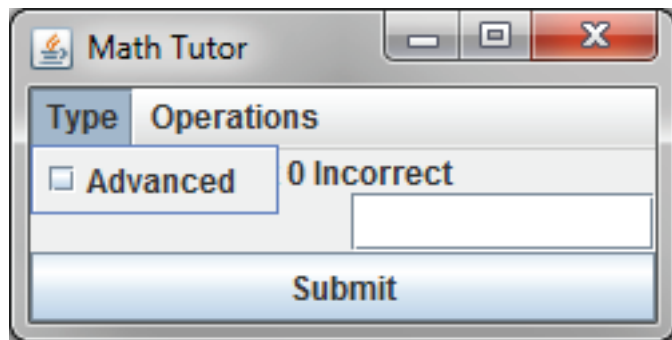 Math Tutor
Type Operations
Advanced 0 Incorrect
Submit